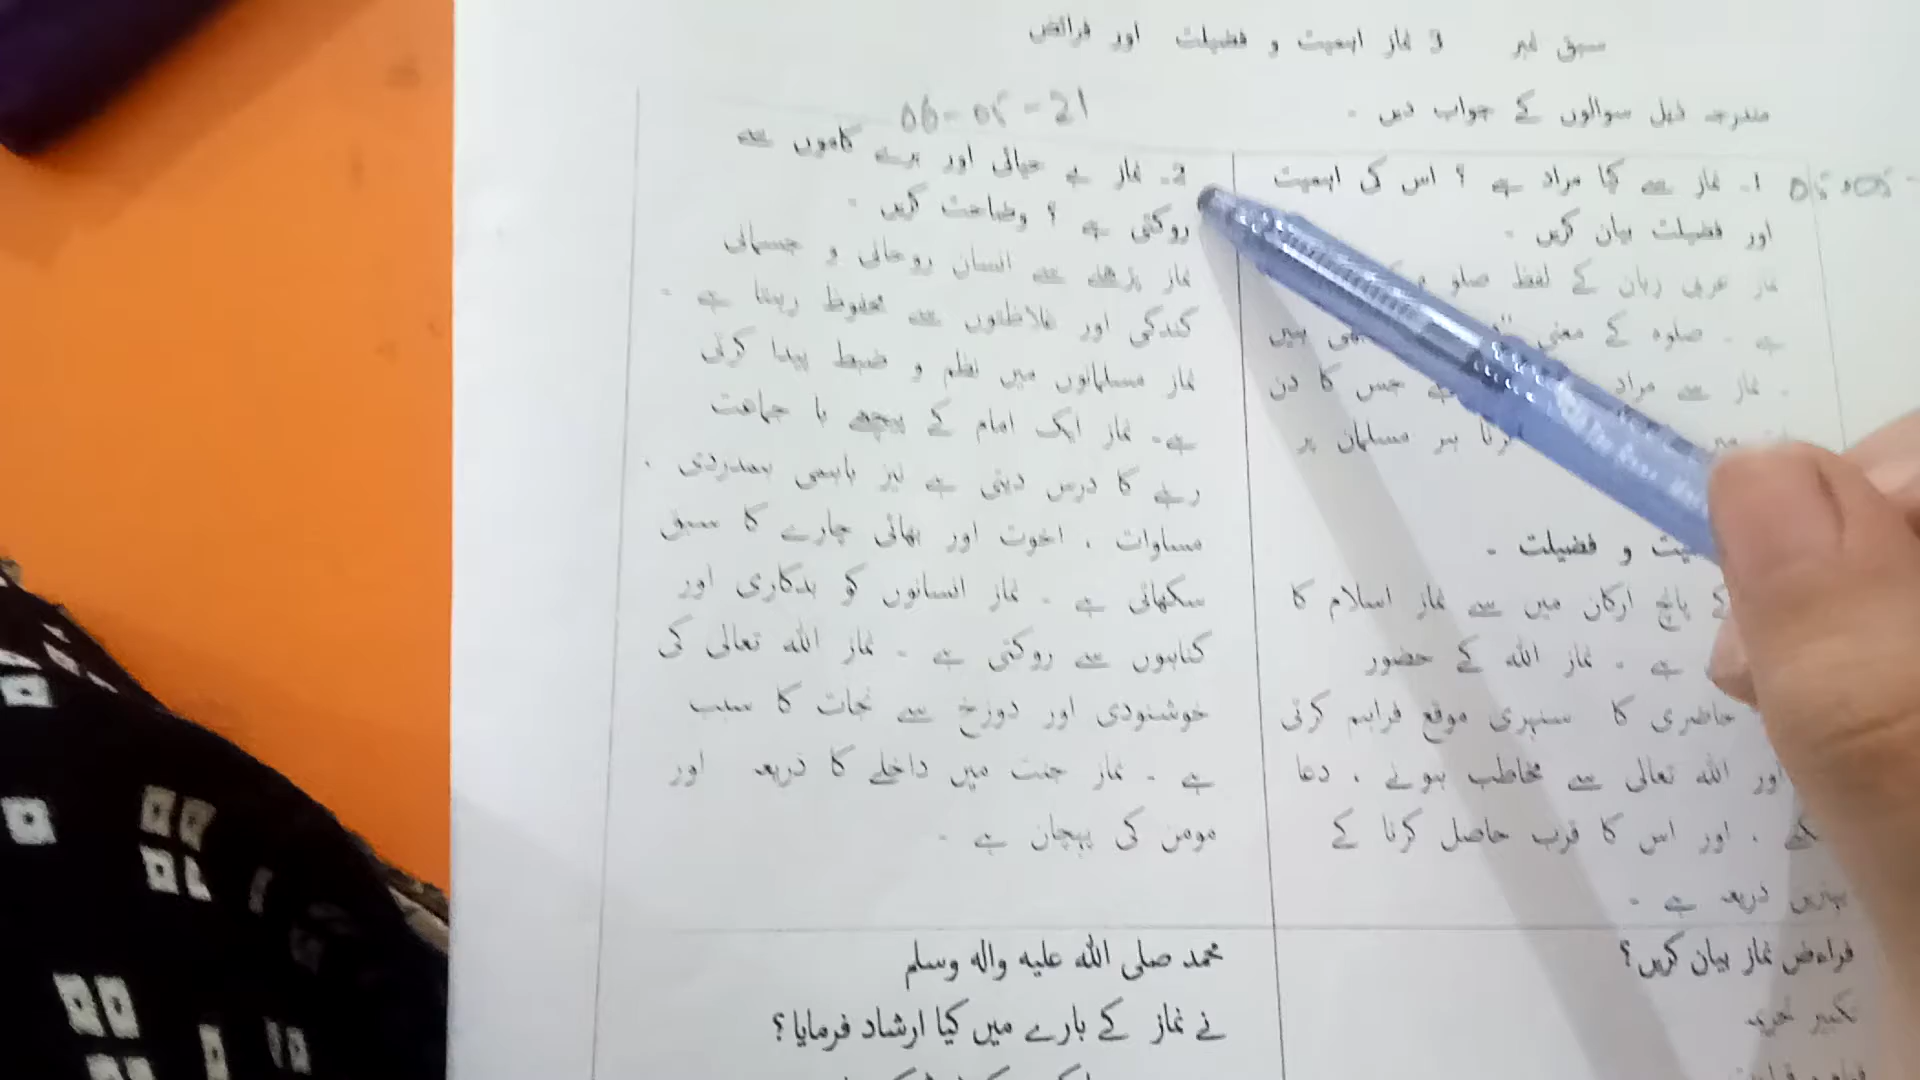 سبق نمبر 3 نماز اہمیت و فضیلت اور فرائض
مندرجہ ذیل سوالوں کے جواب دیں ۔
1۔ نماز سے کیا مراد ہے ؟ اس کی اہمیت
اور فضیلت بیان کریں ۔
نماز عربی زبان کے لفظ صلو
ہے ۔ صلوہ کے معنی ہیں
۔ نماز سے مراد ہے جس کا دن
کرنا ہر مسلمان پر
و فضیلت ۔
کے پانچ ارکان میں سے نماز اسلام کا
ہے ۔ نماز اللہ کے حضور
حاضری کا سنہری موقع فراہم کرتی
اور اللہ تعالی سے مخاطب ہونے ، دعا
، اور اس کا قرب حاصل کرنا کے
بہترین ذریعہ ہے ۔
06-05-21
2۔ نماز بے حیائی اور برے کاموں سے
روکتی ہے ؟ وضاحت کریں ۔
نماز پڑھنے سے انسان روحانی و جسمانی
گندگی اور غلاظتوں سے محفوظ رہتا ہے ۔
نماز مسلمانوں میں نظم و ضبط پیدا کرتی
ہے۔ نماز ایک امام کے پیچھے با جماعت
رہنے کا درس دیتی ہے نیز باہمی ہمدردی ،
مساوات ، اخوت اور بھائی چارے کا سبق
سکھاتی ہے ۔ نماز انسانوں کو بدکاری اور
گناہوں سے روکتی ہے ۔ نماز اللہ تعالی کی
خوشنودی اور دوزخ سے نجات کا سبب
ہے ۔ نماز جنت میں داخلے کا ذریعہ اور
مومن کی پہچان ہے ۔
فراءض نماز بیان کریں؟
تکبیر تحریمہ
محمد صلی اللہ علیہ والہ وسلم
نے نماز کے بارے میں کیا ارشاد فرمایا؟